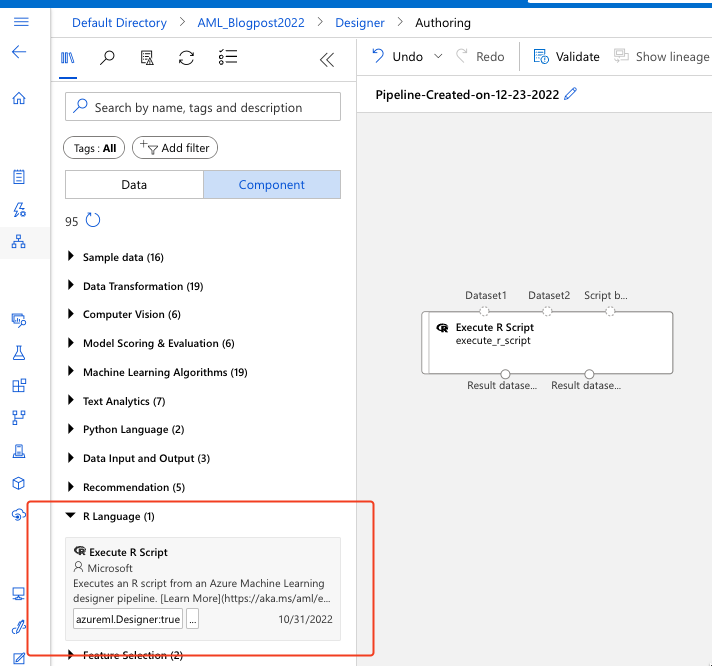 Default Directory > AML_Blogpost2022 > Designer > Authoring
Undo Redo Validate Show lineage
Search by name, tags and description
Pipeline-Created-on-12-23-2022
Tags : All Add filter
Data Component
95
Sample data (16)
Data Transformation (19)
Computer Vision (6)
Model Scoring & Evaluation (6)
Machine Learning Algorithms (19)
Text Analytics (7)
Python Language (2)
Data Input and Output (3)
Recommendation (5)
R Language (1)
Execute R Script
Microsoft
Executes an R script from an Azure Machine Learning
designer pipeline. [Learn More](https://aka.ms/aml/e...
azureml.Designer:true ... 10/31/2022
Feature Selection (2)
Dataset1 Dataset2 Script b...
Execute R Script
execute_r_script
Result datase... Result datase...